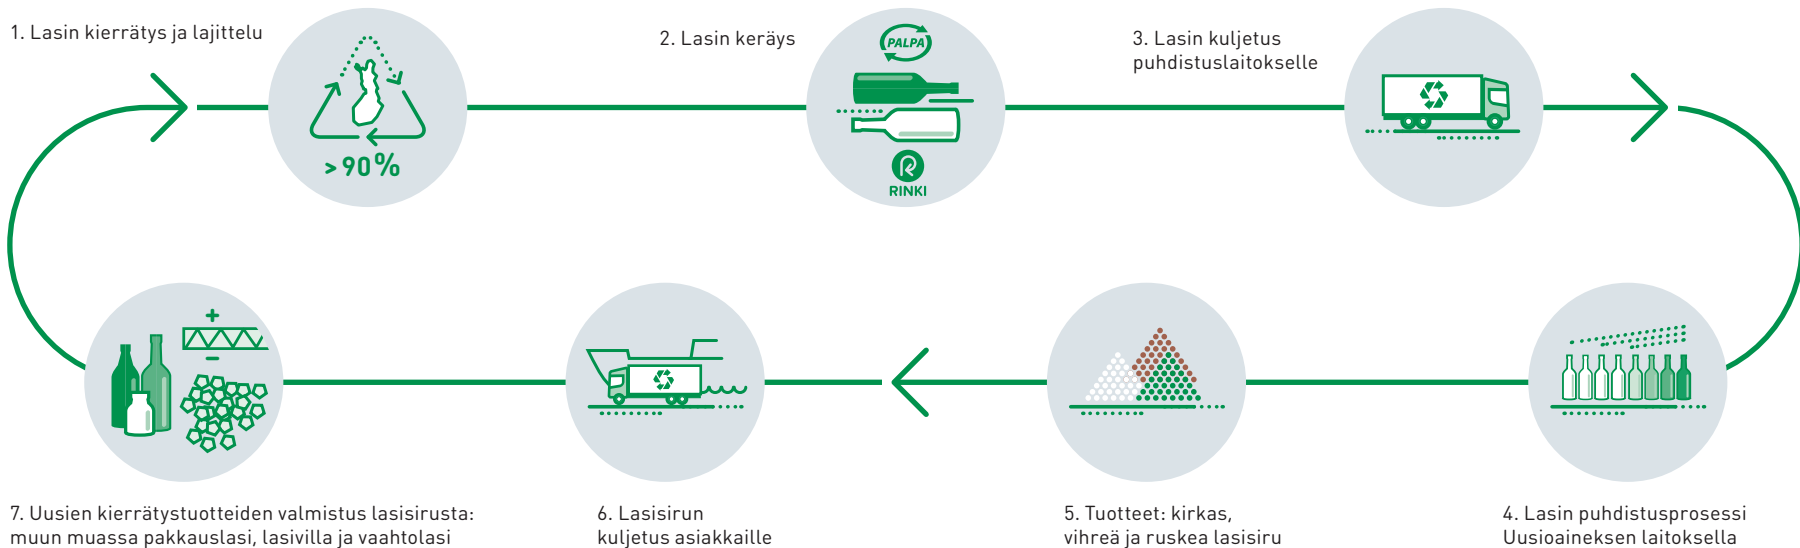 1. Lasin kierrätys ja lajittelu
> 90 %
2. Lasin keräys
PALPA
RINKI
3. Lasin kuljetus
puhdistuslaitokselle
4. Lasin puhdistusprosessi
Uusioaineksen laitoksella
5. Tuotteet: kirkas,
vihreä ja ruskea lasisiru
6. Lasisirun
kuljetus asiakkaille
+
–
7. Uusien kierrätystuotteiden valmistus lasisirusta:
muun muassa pakkauslasi, lasivilla ja vaahtolasi